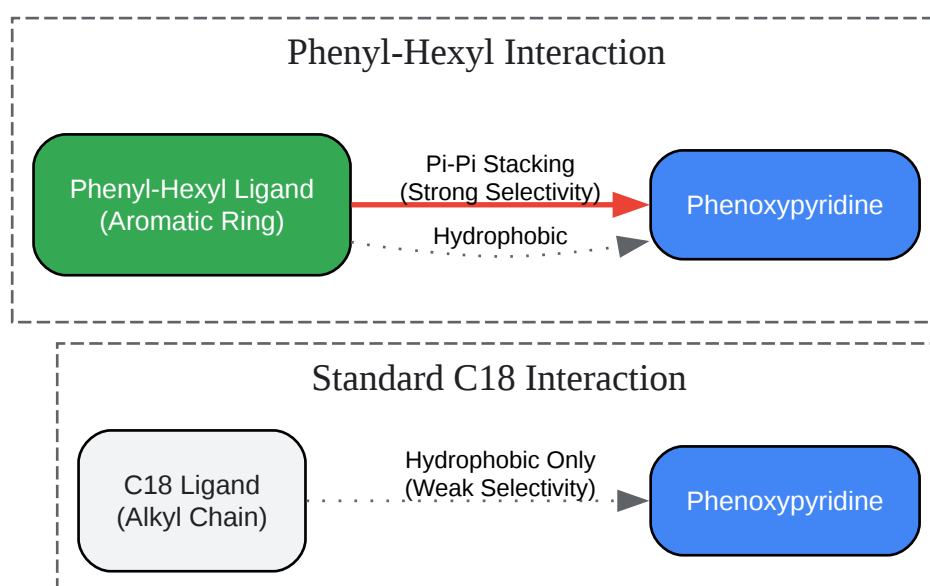 Phenyl-Hexyl Interaction
Phenyl-Hexyl Ligand
(Aromatic Ring)
Pi-Pi Stacking
(Strong Selectivity)
Hydrophobic
Phenoxypyridine
Standard C18 Interaction
C18 Ligand
(Alkyl Chain)
Hydrophobic Only
(Weak Selectivity)
Phenoxypyridine